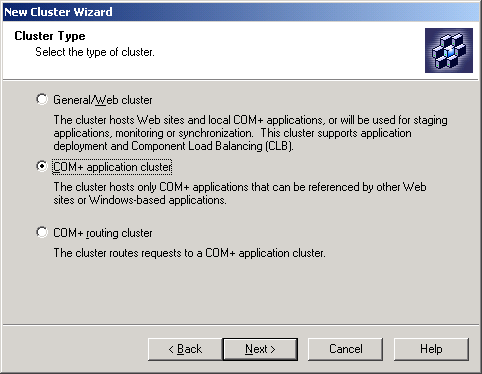 New Cluster Wizard
Cluster Type
Select the type of cluster.
General/Web cluster
The cluster hosts Web sites and local COM+ applications, or will be used for staging
applications, monitoring or synchronization. This cluster supports application
deployment and Component Load Balancing (CLB).
COM+ application cluster
The cluster hosts only COM+ applications that can be referenced by other Web
sites or Windows-based applications.
COM+ routing cluster
The cluster routes requests to a COM+ application cluster.
< Back
Next >
Cancel
Help